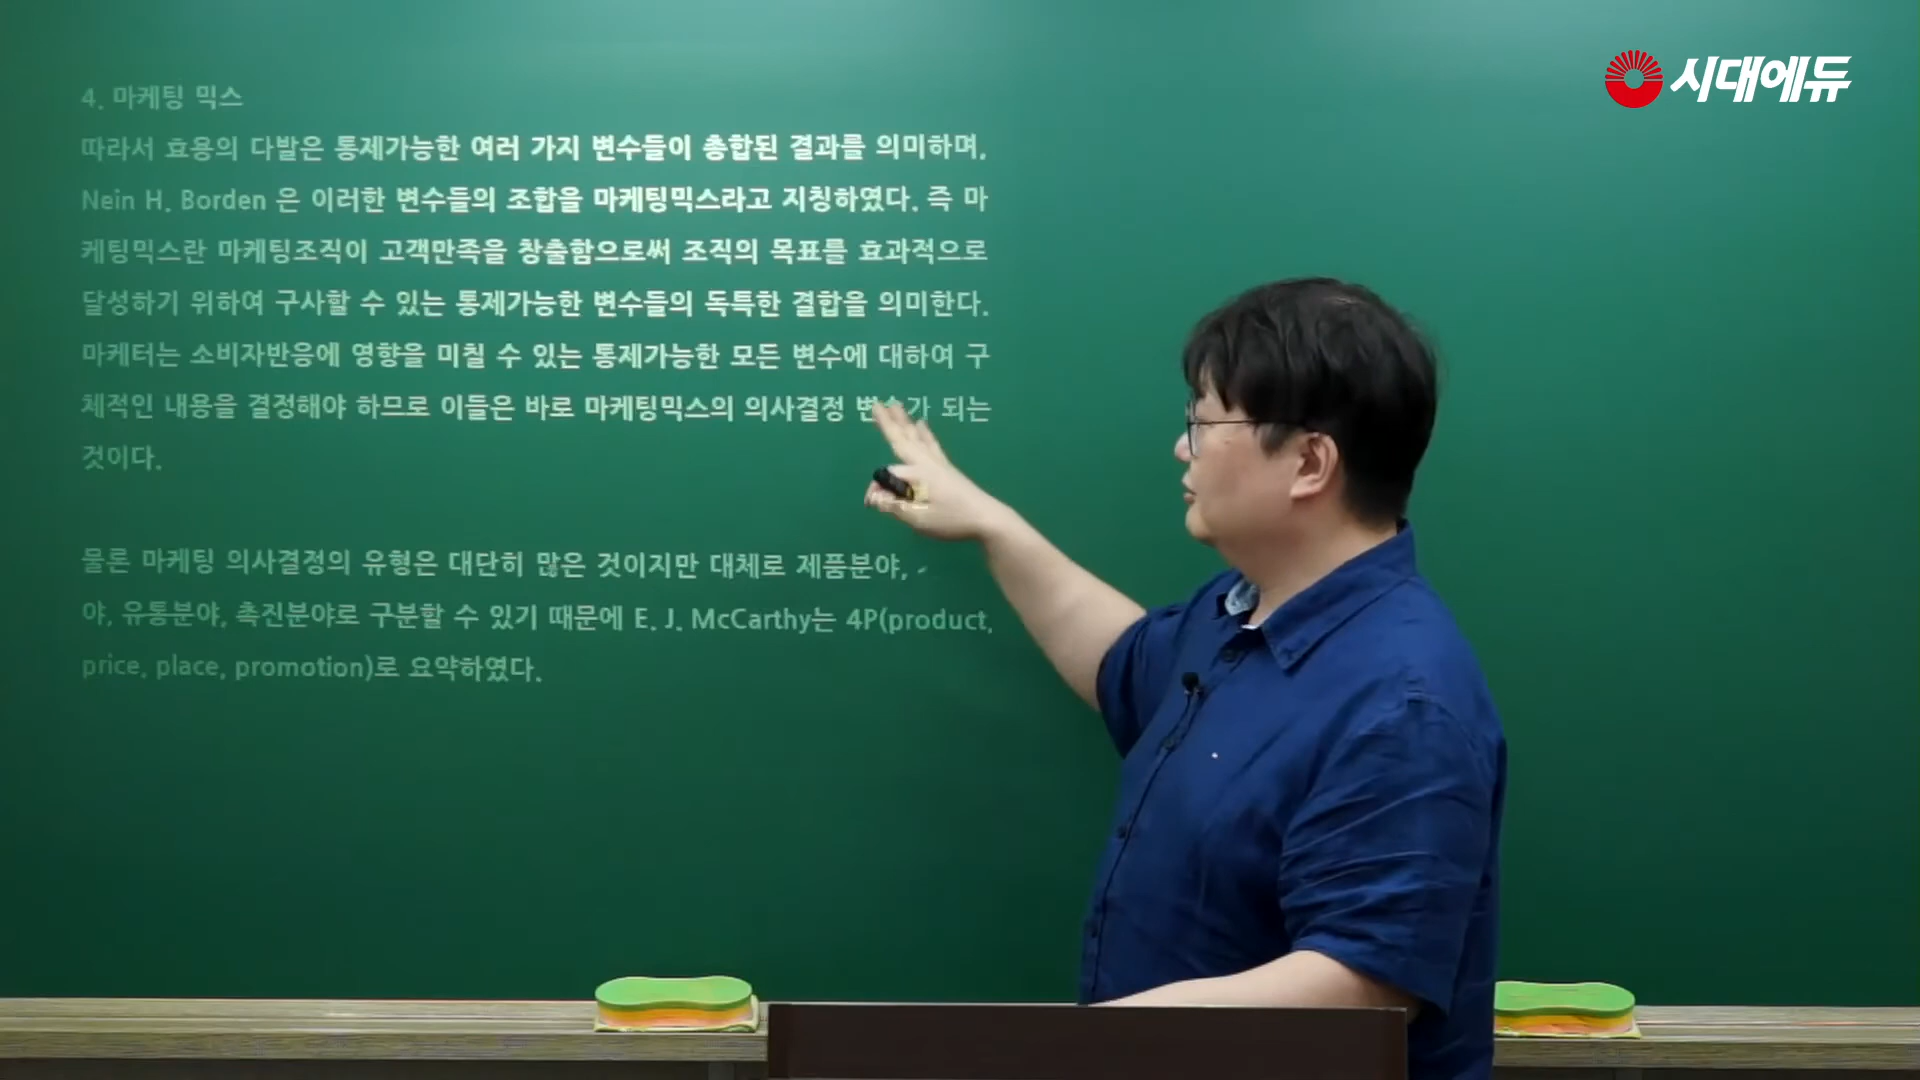 시대에듀
4. 마케팅 믹스
따라서 효용의 다발은 통제가능한 여러 가지 변수들이 총합된 결과를 의미하며,
Nein H. Borden 은 이러한 변수들의 조합을 마케팅믹스라고 지칭하였다. 즉 마
케팅믹스란 마케팅조직이 고객만족을 창출함으로써 조직의 목표를 효과적으로
달성하기 위하여 구사할 수 있는 통제가능한 변수들의 독특한 결합을 의미한다.
마케터는 소비자반응에 영향을 미칠 수 있는 통제가능한 모든 변수에 대하여 구
체적인 내용을 결정해야 하므로 이들은 바로 마케팅믹스의 의사결정 변수가 되는
것이다.
물론 마케팅 의사결정의 유형은 대단히 많은 것이지만 대체로 제품분야,
야, 유통분야, 촉진분야로 구분할 수 있기 때문에 E. J. McCarthy는 4P(product,
price, place, promotion)로 요약하였다.